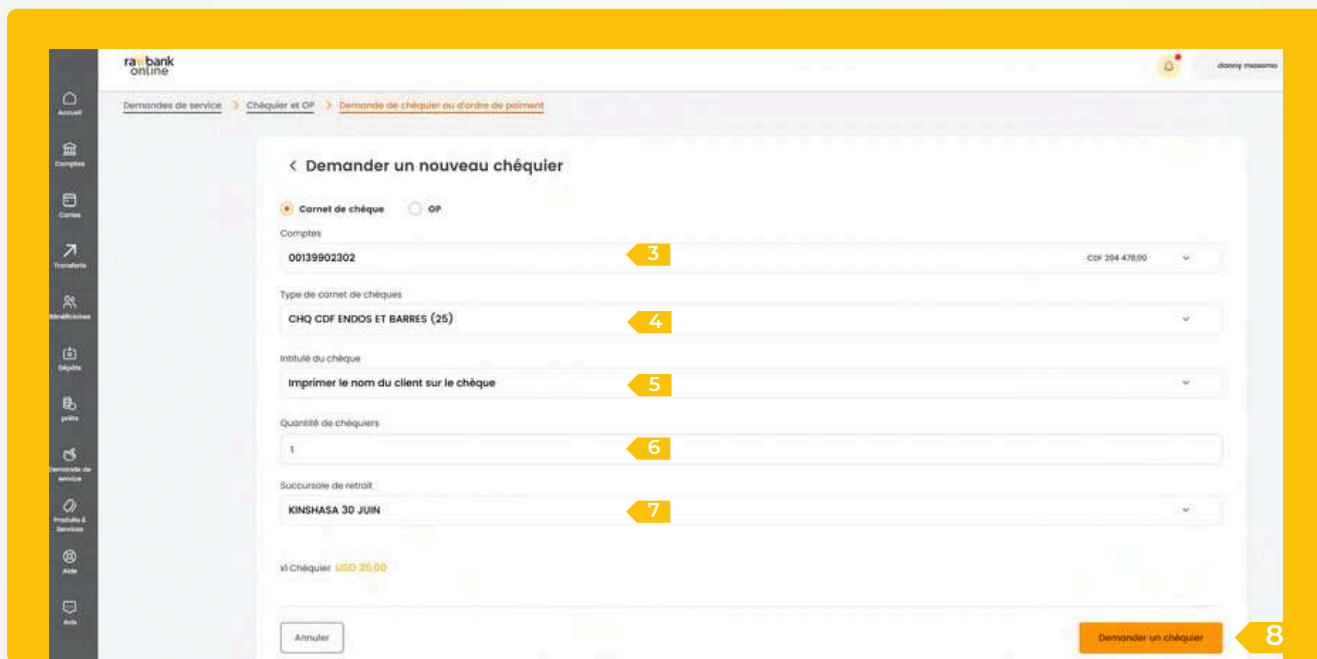 rawbank
online
donny masemo
Demandes de service > Chéquier et OP > Demande de chéquier ou d'ordre de paiment
Accueil
Comptes
Cartes
Transferts
Bénéficiaires
Dépôts
prêts
Demande de
service
Produits &
Services
Aide
Avis
< Demander un nouveau chéquier
Carnet de chèque OP
Comptes
00139902302 3 CDF 204 478,00
Type de carnet de chèques
CHQ CDF ENDOS ET BARRES (25) 4
Intitulé du chèque
Imprimer le nom du client sur le chèque 5
Quantité de chéquiers
1 6
Succursale de retrait
KINSHASA 30 JUIN 7
x1 Chéquier USD 35,00
Annuler Demander un chéquier 8